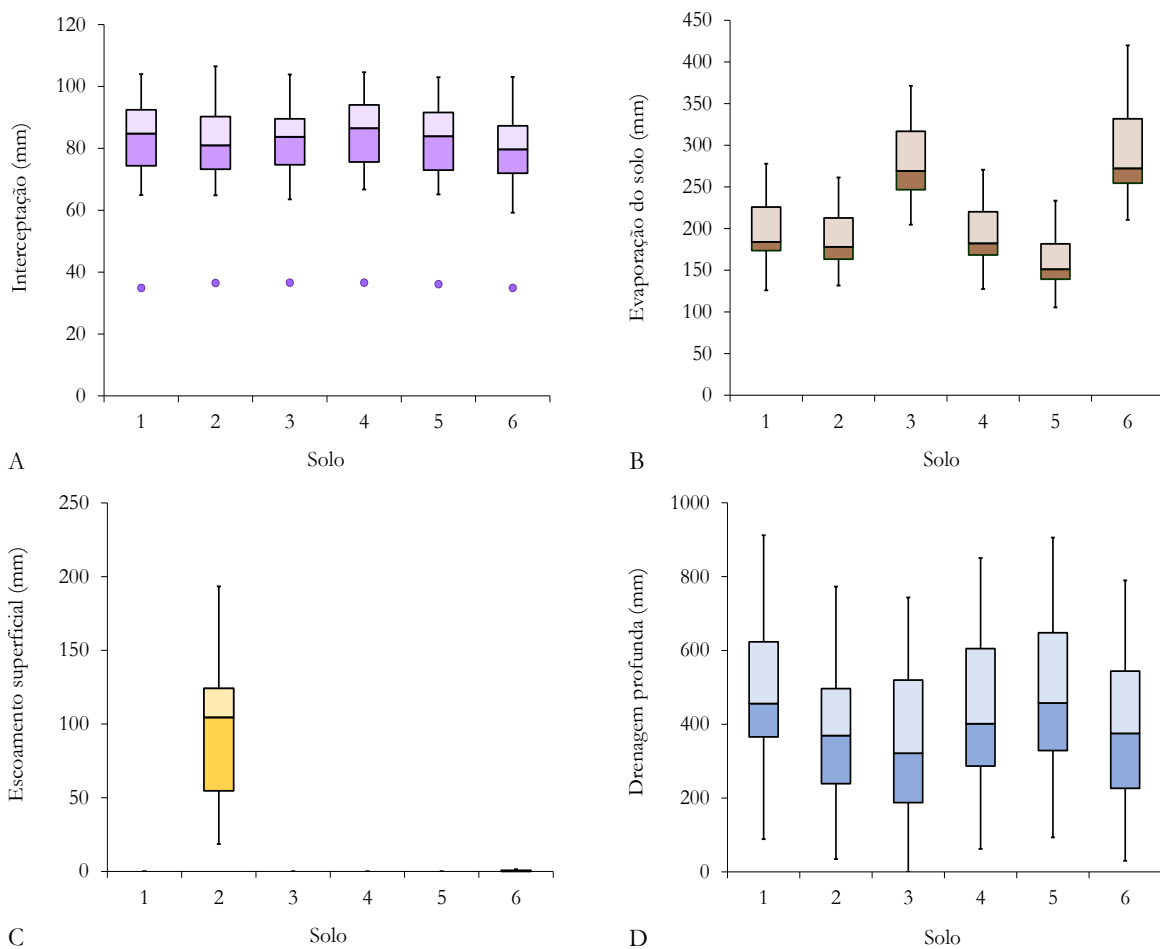 Interceptação (mm)
120
100
80
60
40
20
0
1 2 3 4 5 6
Solo
A
Evaporação do solo (mm)
450
400
350
300
250
200
150
100
50
0
1 2 3 4 5 6
Solo
B
Escoamento superficial (mm)
250
200
150
100
50
0
1 2 3 4 5 6
Solo
C
Drenagem profunda (mm)
1000
800
600
400
200
0
1 2 3 4 5 6
Solo
D